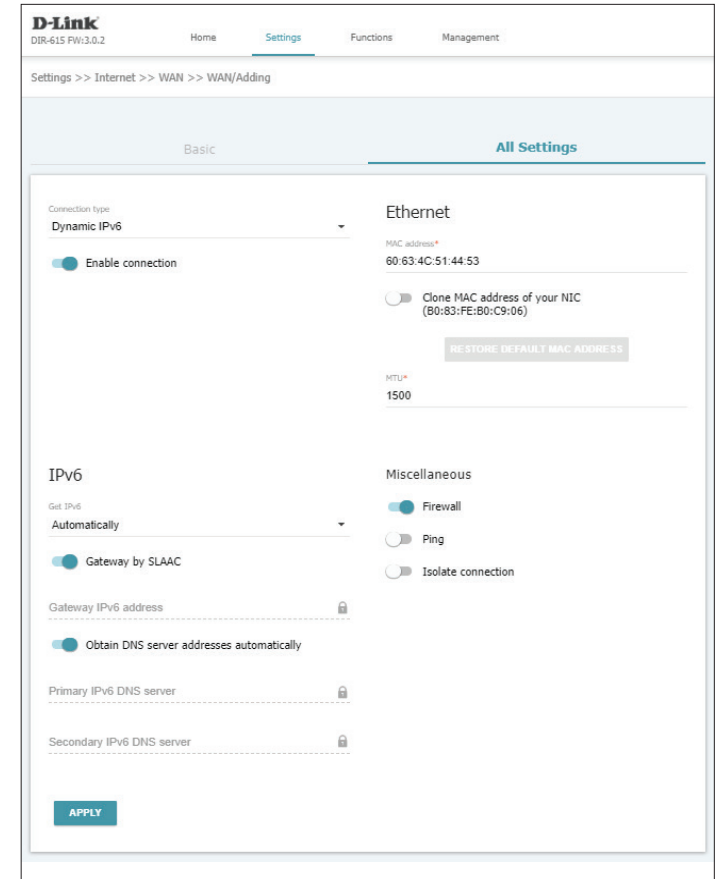 D-Link
DIR-615 FW:3.0.2
Home
Settings
Functions
Management
Settings >> Internet >> WAN >> WAN/Adding
Basic
All Settings
Connection type
Dynamic IPv6
Enable connection
Ethernet
MAC address*
60:63:4C:51:44:53
Clone MAC address of your NIC
(B0:83:FE:B0:C9:06)
RESTORE DEFAULT MAC ADDRESS
MTU*
1500
IPv6
Get IPv6
Automatically
Gateway by SLAAC
Gateway IPv6 address
Obtain DNS server addresses automatically
Primary IPv6 DNS server
Secondary IPv6 DNS server
Miscellaneous
Firewall
Ping
Isolate connection
APPLY